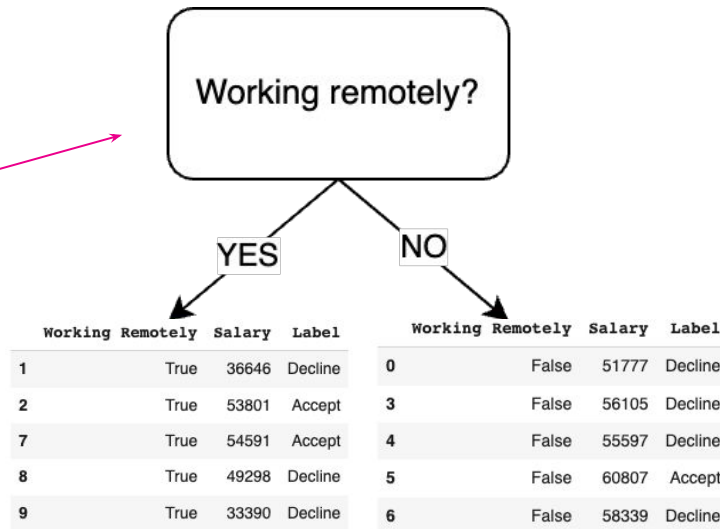 Working remotely?
YES
NO
Working Remotely Salary Label
1 True 36646 Decline
2 True 53801 Accept
7 True 54591 Accept
8 True 49298 Decline
9 True 33390 Decline
Working Remotely Salary Label
0 False 51777 Decline
3 False 56105 Decline
4 False 55597 Decline
5 False 60807 Accept
6 False 58339 Decline